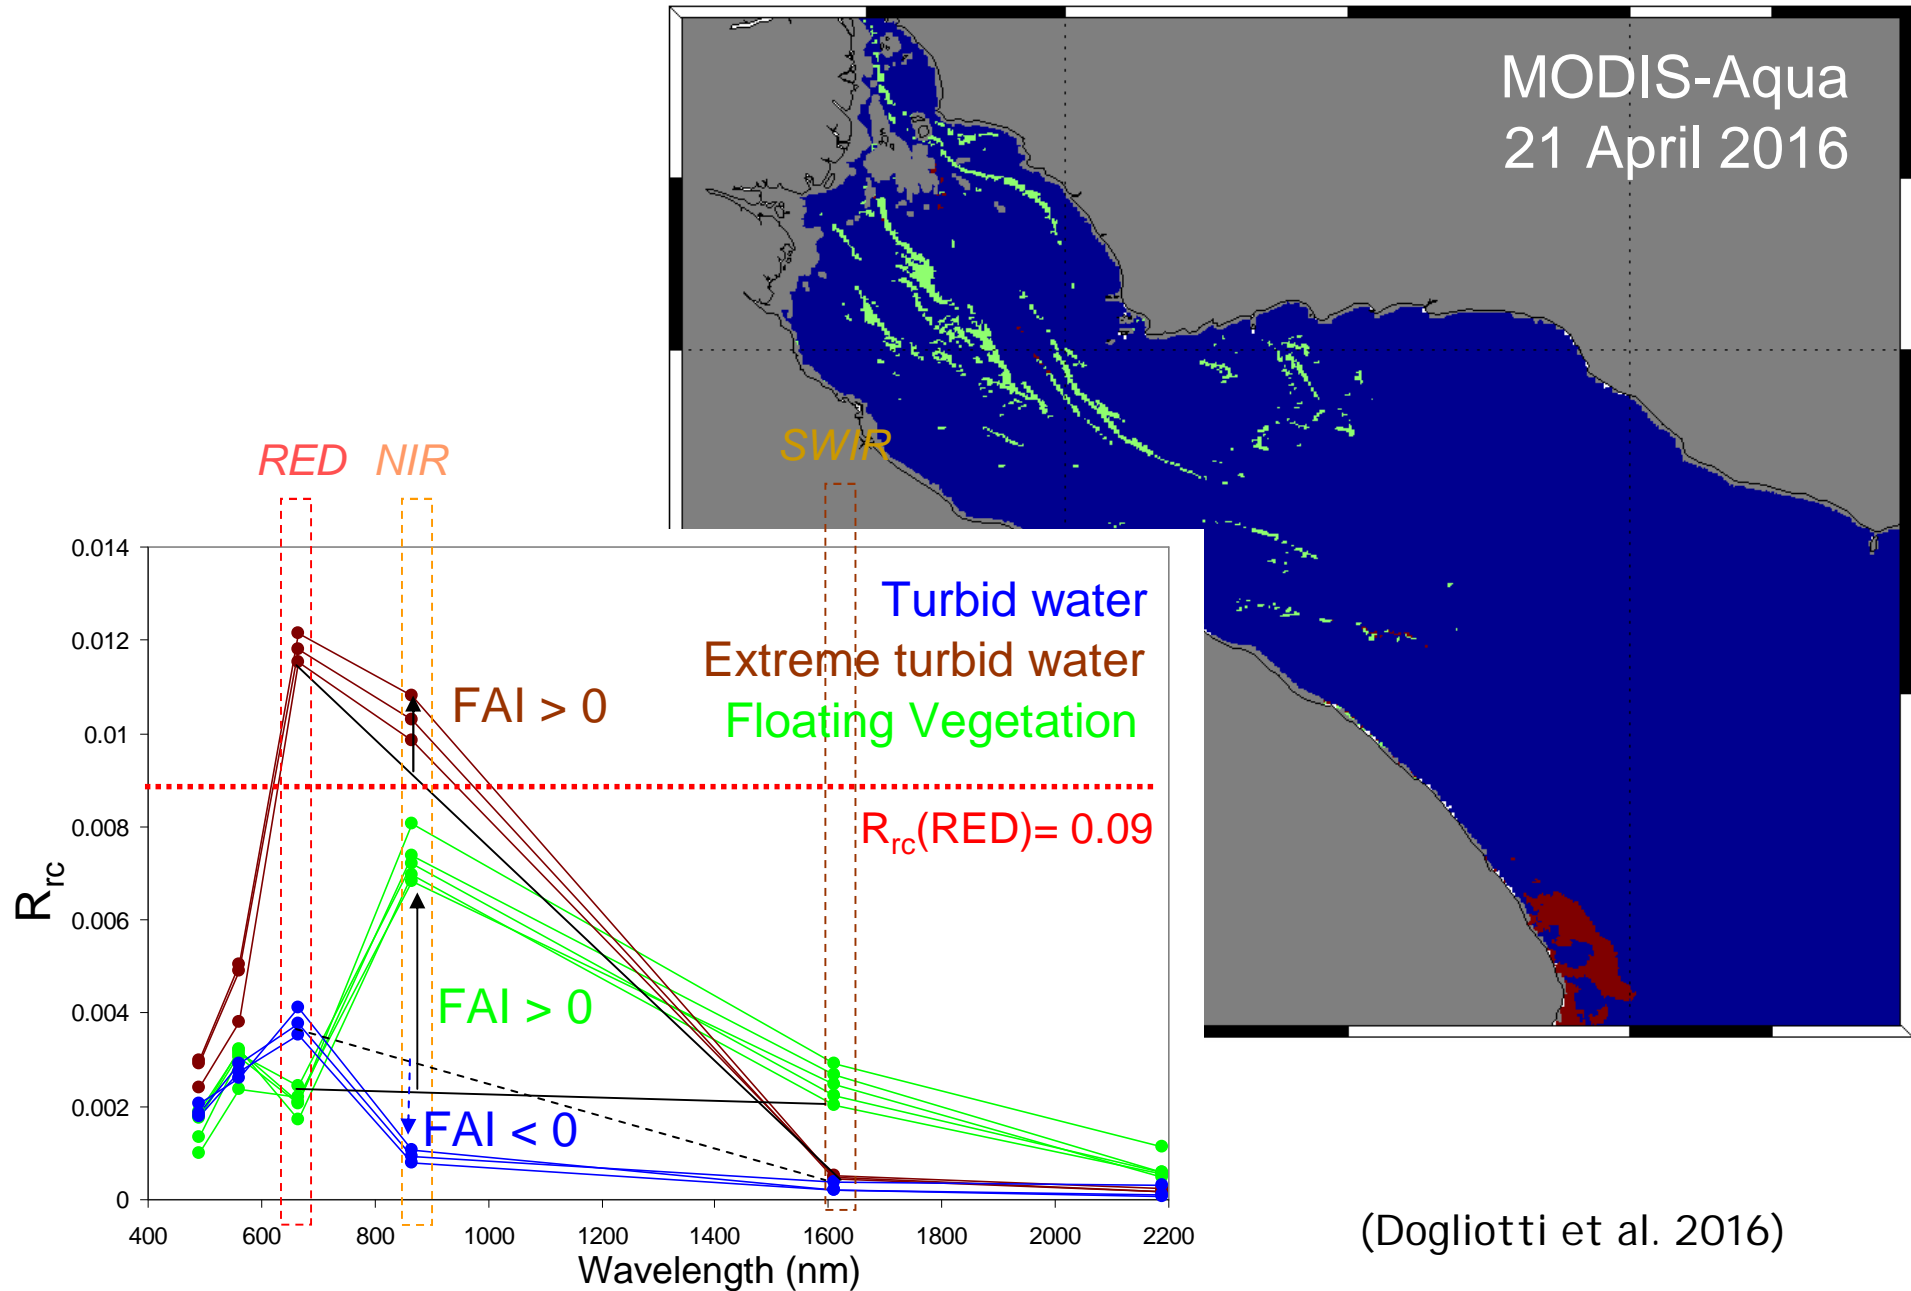 MODIS-Aqua
21 April 2016
RED NIR SWIR
0.014
0.012
0.01
0.008
0.006
0.004
0.002
0
R_rc
Turbid water
Extreme turbid water
Floating Vegetation
FAI > 0
R_rc(RED)= 0.09
FAI > 0
FAI < 0
400 600 800 1000 1200 1400 1600 1800 2000 2200
Wavelength (nm)
(Dogliotti et al. 2016)